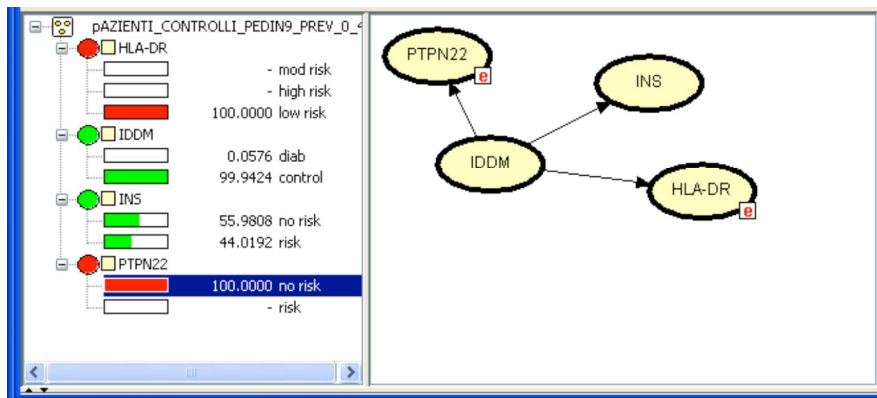 pAZIENTI_CONTROLLI_PEDIN9_PREV_0_4
HLA-DR
- mod risk
- high risk
100.0000 low risk
IDDM
0.0576 diab
99.9424 control
INS
55.9808 no risk
44.0192 risk
PTPN22
100.0000 no risk
- risk
PTPN22
e
INS
IDDM
HLA-DR
e